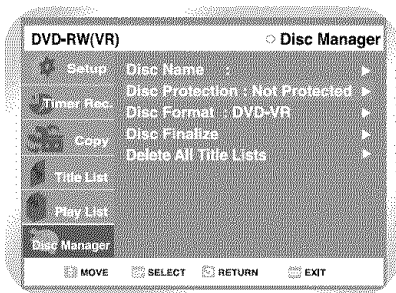 DVD-RW(VR)
Disc Manager
Setup
Timer Rec.
Copy
Title List
Play List
Disc Manager
Disc Name :
Disc Protection : Not Protected
Disc Format : DVD-VR
Disc Finalize
Delete All Title Lists
MOVE SELECT RETURN EXIT